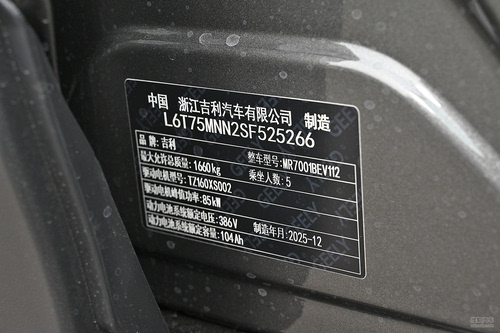 中国 浙江吉利汽车有限公司 制造
L6T75MNN2SF525266
品牌:吉利 整车型号:MR7001BEV112
最大允许总质量:1660kg 乘坐人数:5
驱动电机型号:TZ160XS002
驱动电机峰值功率:85kW
动力电池系统额定电压:386V 制造年月:2025-12
动力电池系统额定容量:104Ah
GEELY